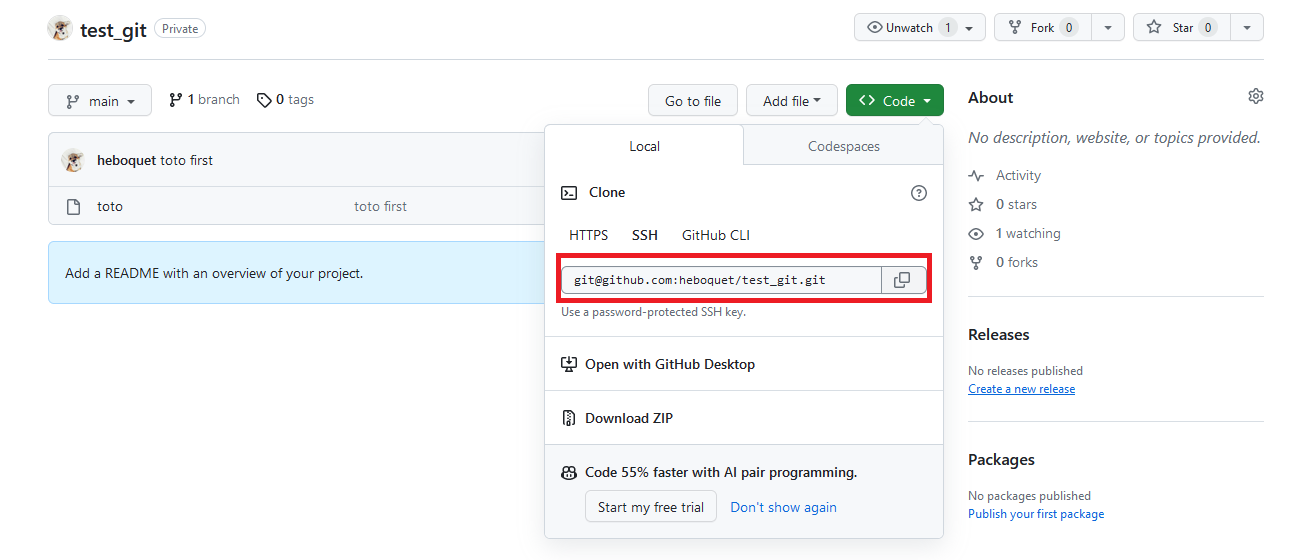 test_git Private
Unwatch 1
Fork 0
Star 0
main
1 branch
0 tags
Go to file
Add file
Code
heboquet toto first
toto toto first
Add a README with an overview of your project.
Local Codespaces
Clone
HTTPS SSH GitHub CLI
git@github.com:heboquet/test_git.git
Use a password-protected SSH key.
Open with GitHub Desktop
Download ZIP
Code 55% faster with AI pair programming.
Start my free trial Don't show again
About
No description, website, or topics provided.
Activity
0 stars
1 watching
0 forks
Releases
No releases published
Create a new release
Packages
No packages published
Publish your first package